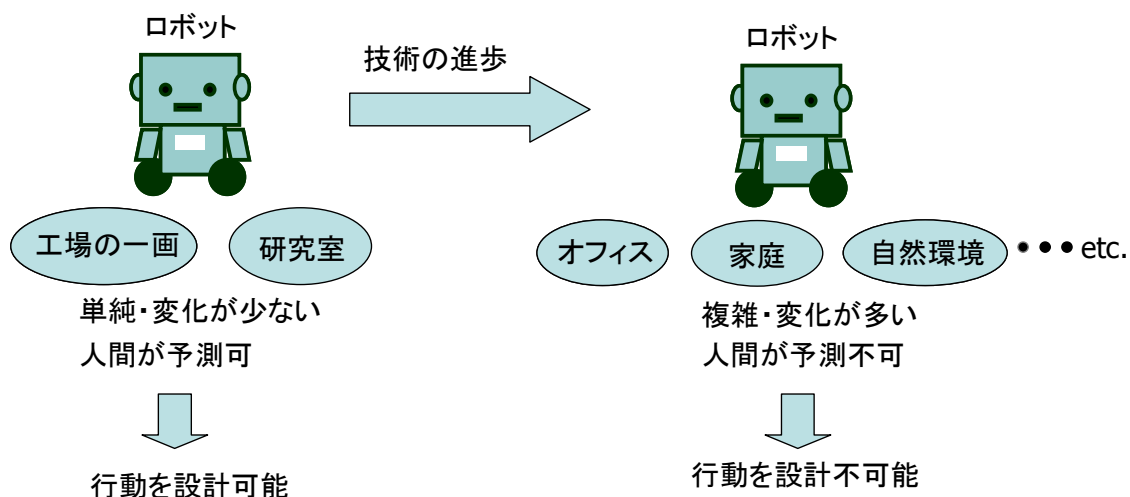 ロボット
技術の進歩
ロボット
工場の一画
研究室
オフィス
家庭
自然環境
•••etc.
単純・変化が少ない
人間が予測可
複雑・変化が多い
人間が予測不可
行動を設計可能
行動を設計不可能